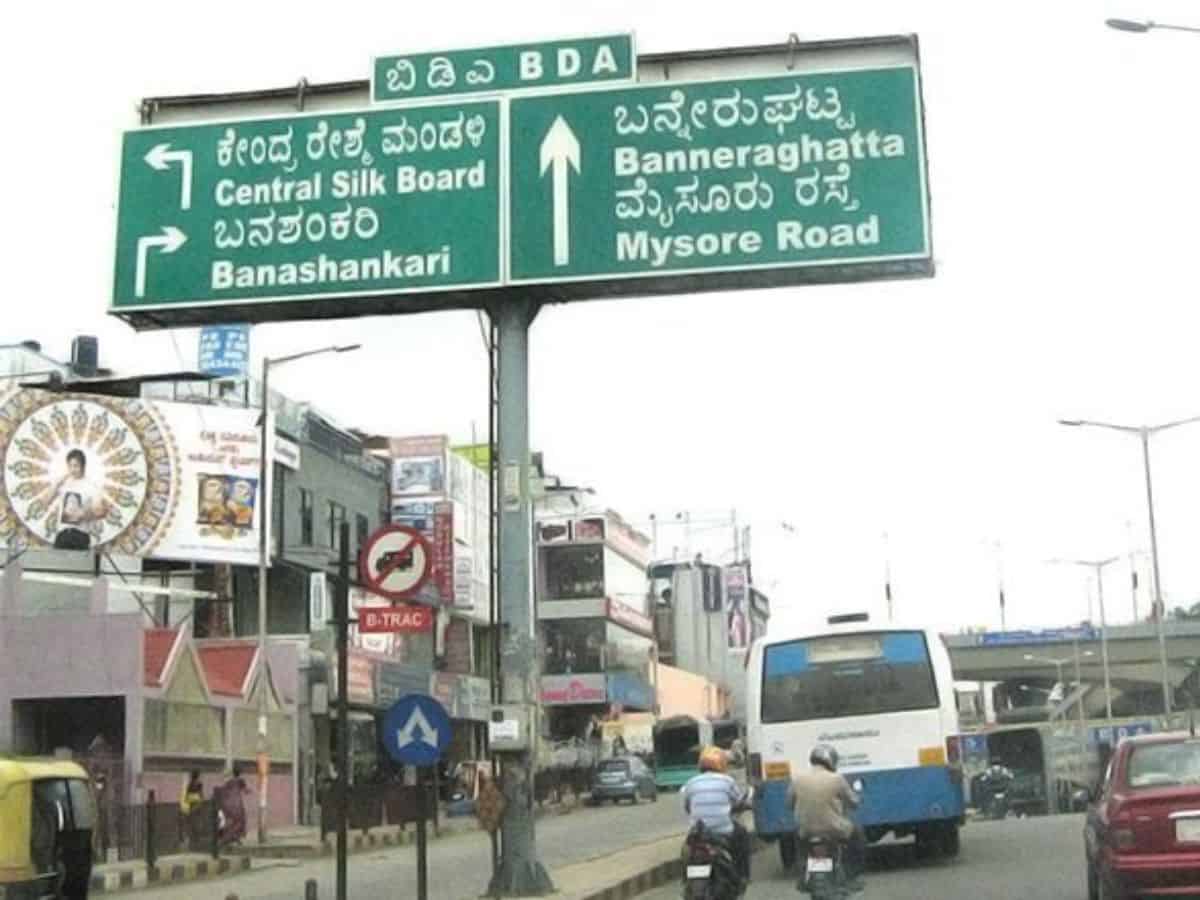 ಬಿ ಡಿ ಎ BDA
ಕೇಂದ್ರ ರೇಶ್ಮೆ ಮಂಡಳಿ
Central Silk Board
ಬನಶಂಕರಿ
Banashankari
ಬನ್ನೇರುಘಟ್ಟ
Banneraghatta
ಮೈಸೂರು ರಸ್ತೆ
Mysore Road
B-TRAC